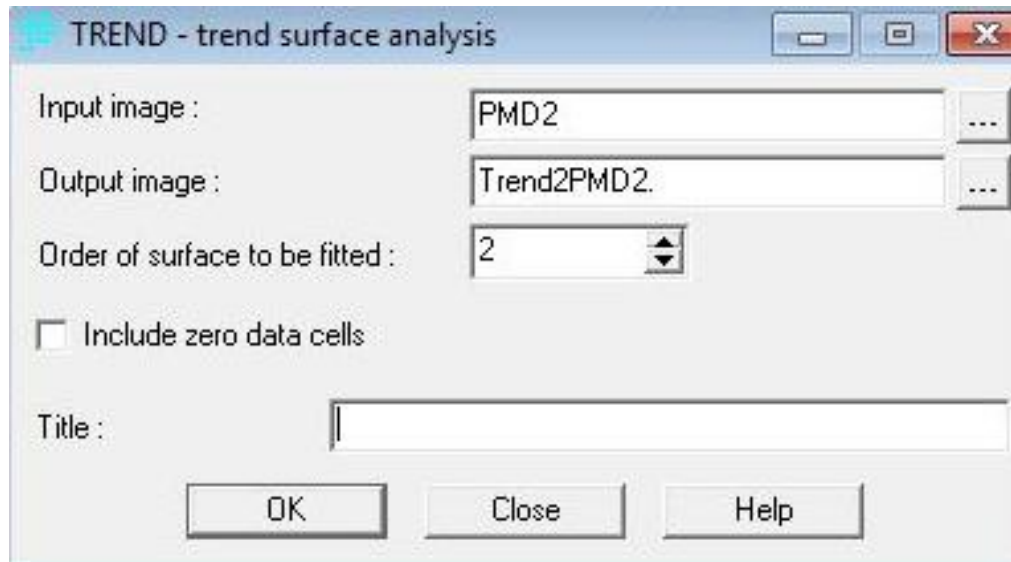 TREND - trend surface analysis
Input image : PMD2 ...
Output image : Trend2PMD2. ...
Order of surface to be fitted : 2
Include zero data cells
Title :
OK Close Help